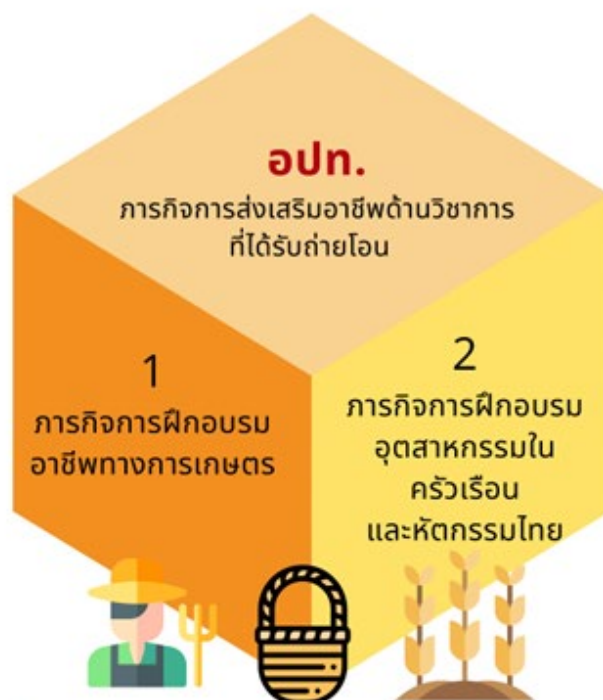 อปท.
ภารกิจการส่งเสริมอาชีพด้านวิชาการ
ที่ได้รับถ่ายโอน
1
ภารกิจการฝึกอบรม
อาชีพทางการเกษตร
2
ภารกิจการฝึกอบรม
อุตสาหกรรมใน
ครัวเรือน
และหัตกรรมไทย